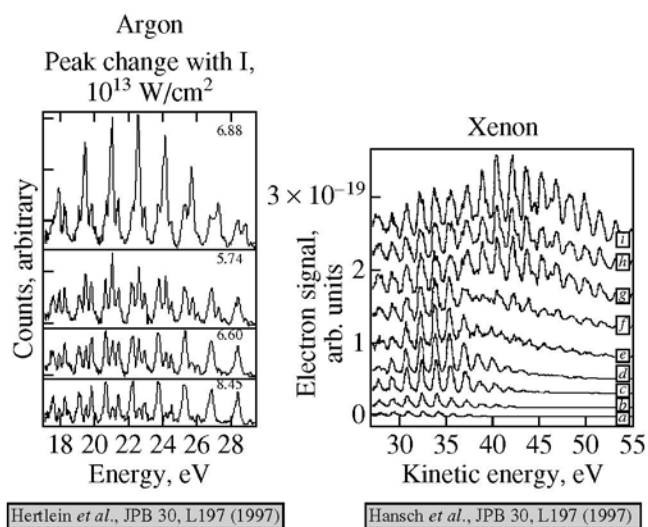 Argon
Peak change with I,
10¹³ W/cm²
6.88
5.74
6.60
8.45
Counts, arbitrary
18 20 22 24 26 28
Energy, eV
Hertlein et al., JPB 30, L197 (1997)
Xenon
3 × 10⁻¹⁹
2
1
0
Electron signal,
arb. units
i
h
g
f
e
d
c
b
a
30 35 40 45 50 55
Kinetic energy, eV
Hansch et al., JPB 30, L197 (1997)